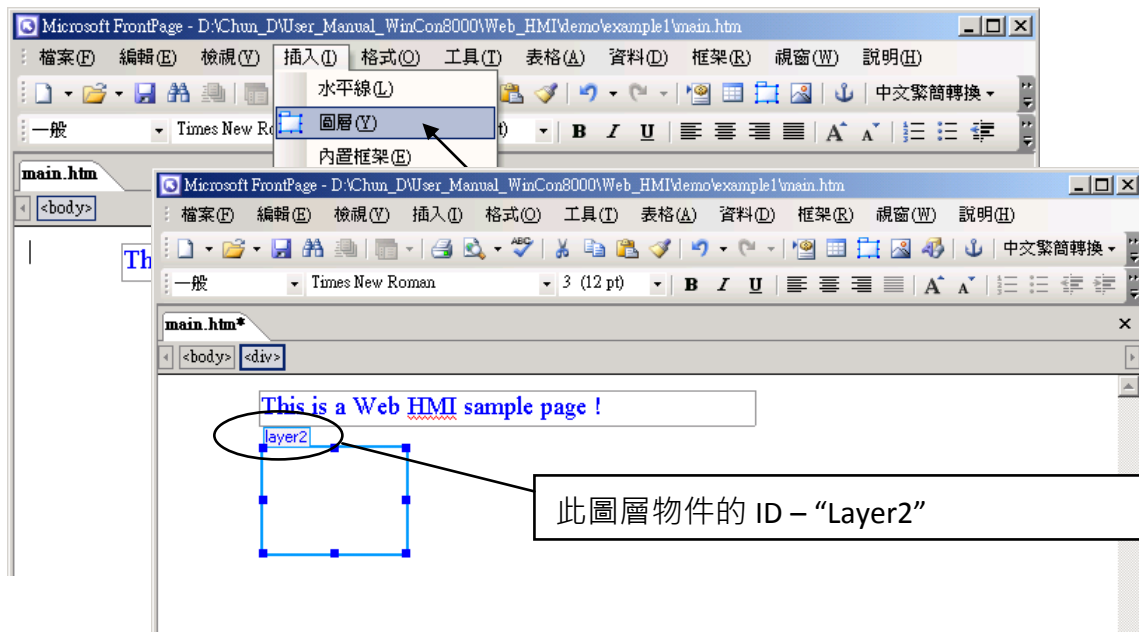 Microsoft FrontPage - D:\Chun_D\User_Manual_WinCon8000\Web_HMI\demo\example1\main.htm
檔案(F) 編輯(E) 檢視(V) 插入(I) 格式(O) 工具(T) 表格(A) 資料(D) 框架(R) 視窗(W) 說明(H)
水平線(L)
中文繁簡轉換
一般 Times New Ro
圖層(Y)
t) B I U A A
內置框架(E)
main.htm
<body>
Th
Microsoft FrontPage - D:\Chun_D\User_Manual_WinCon8000\Web_HMI\demo\example1\main.htm
檔案(F) 編輯(E) 檢視(V) 插入(I) 格式(O) 工具(T) 表格(A) 資料(D) 框架(R) 視窗(W) 說明(H)
ABC 中文繁簡轉換
一般 Times New Roman 3 (12 pt) B I U A A
main.htm*
<body> <div>
This is a Web HMI sample page !
layer2
此圖層物件的 ID – “Layer2”